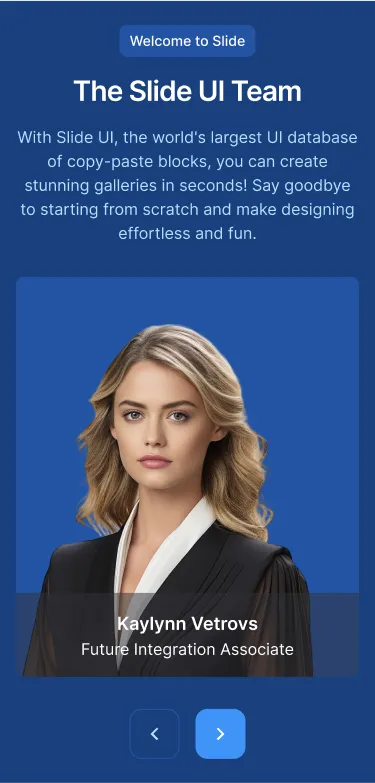 Welcome to Slide
The Slide UI Team
With Slide UI, the world's largest UI database
of copy-paste blocks, you can create
stunning galleries in seconds! Say goodbye
to starting from scratch and make designing
effortless and fun.
Kaylynn Vetrovs
Future Integration Associate